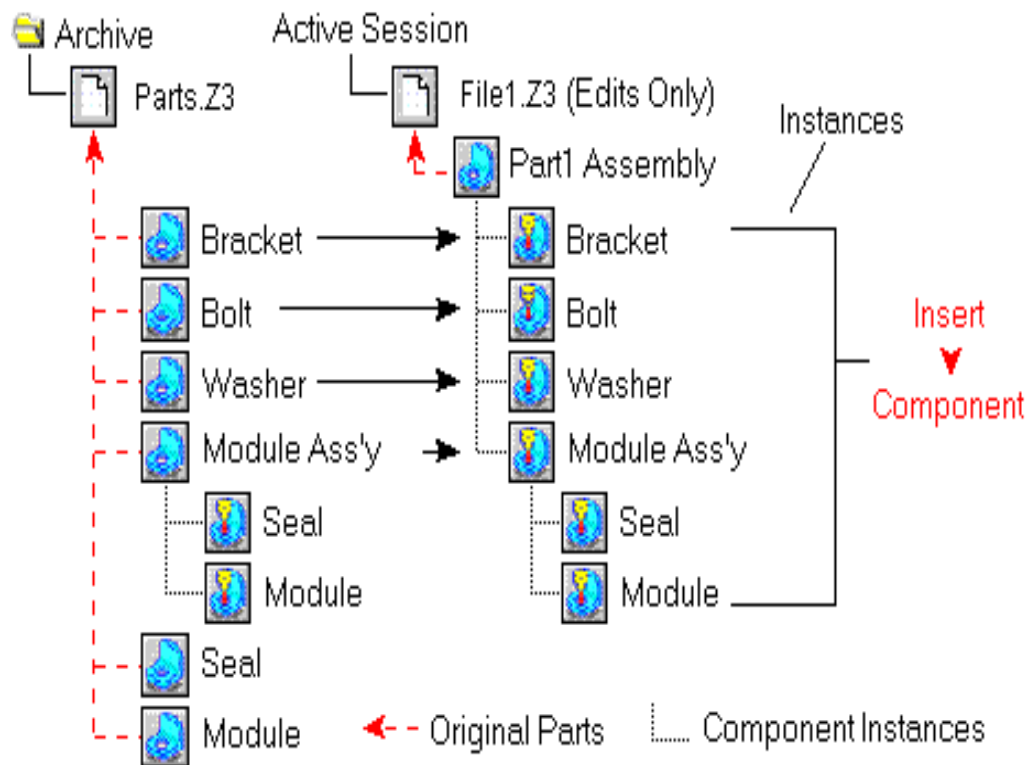 Archive
Active Session
Parts.Z3
File1.Z3 (Edits Only)
Instances
Part1 Assembly
Bracket
Bracket
Bolt
Bolt
Insert
Washer
Washer
Component
Module Ass'y
Module Ass'y
Seal
Seal
Module
Module
Seal
Module
Original Parts
Component Instances